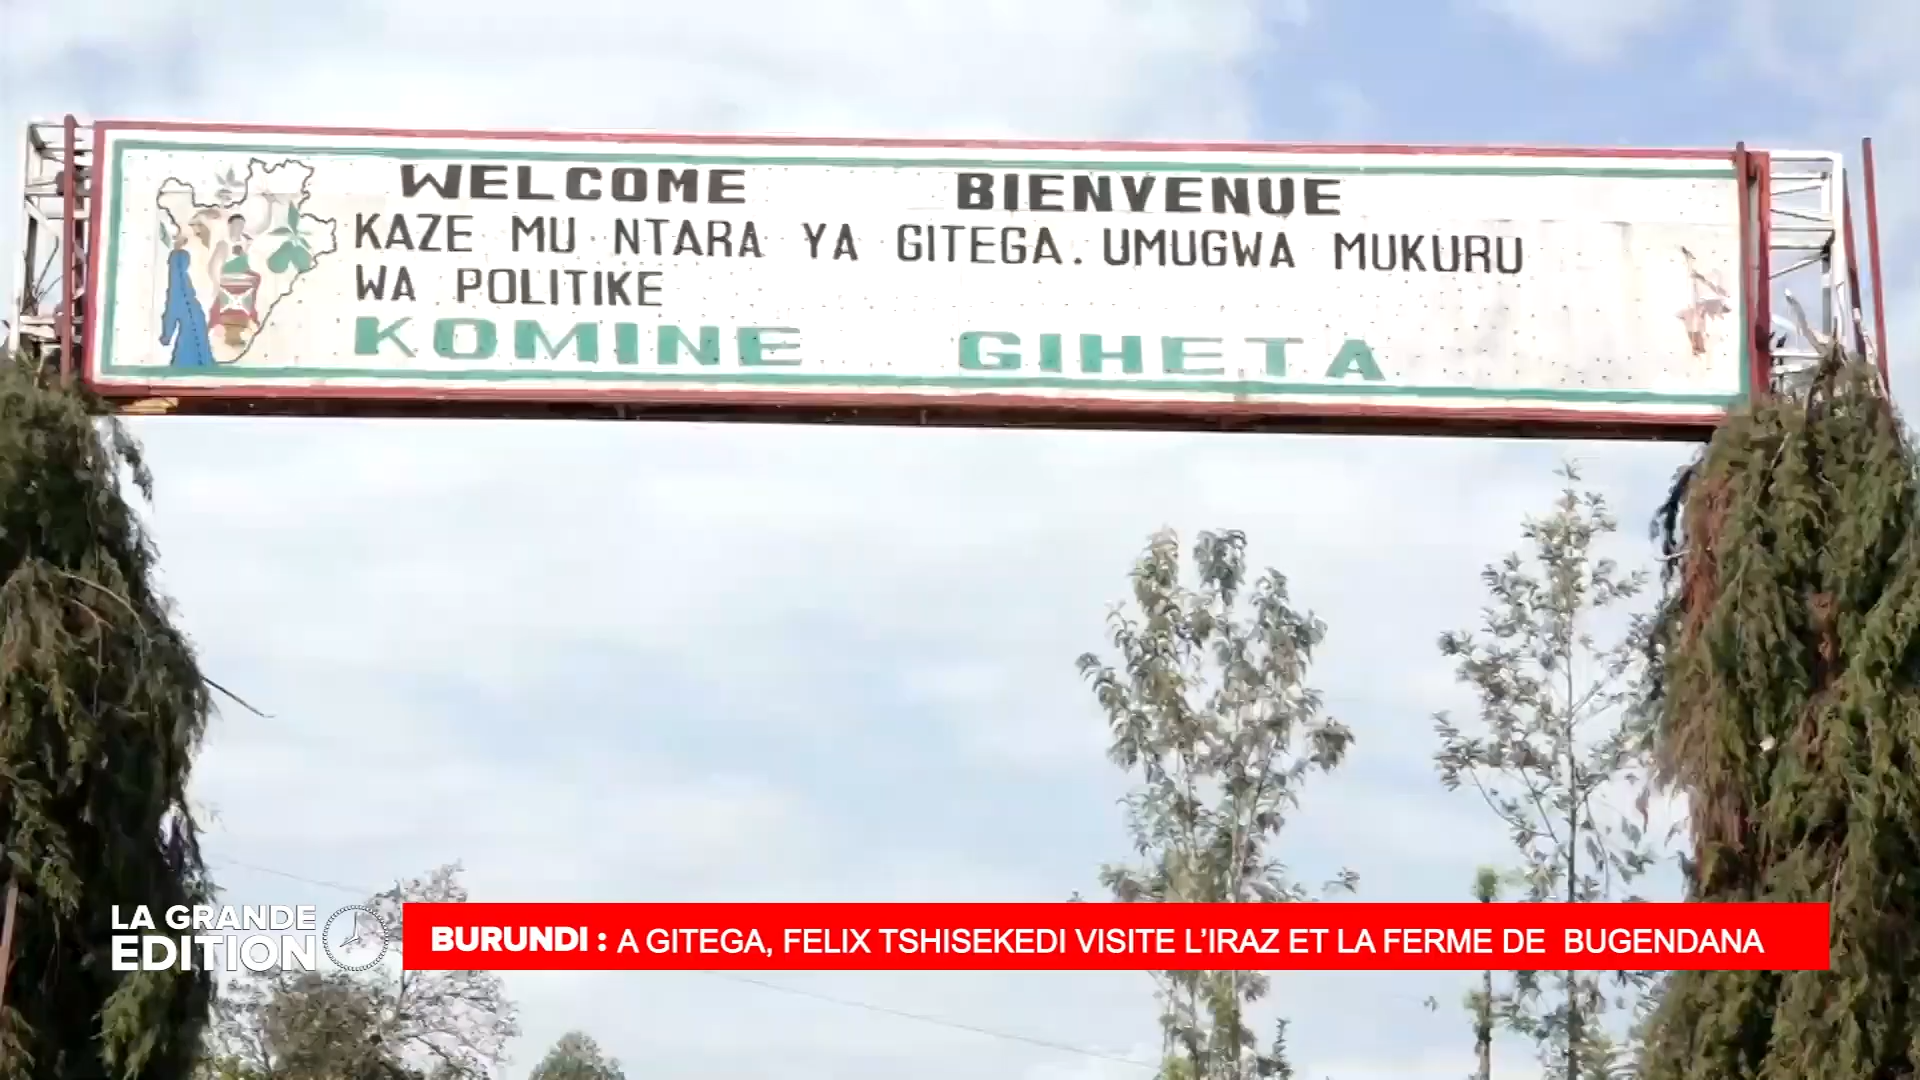 WELCOME BIENVENUE
KAZE MU NTARA YA GITEGA. UMUGWA MUKURU
WA POLITIKE
KOMINE GIHETA
LA GRANDE
EDITION
BURUNDI : A GITEGA, FELIX TSHISEKEDI VISITE L'IRAZ ET LA FERME DE BUGENDANA